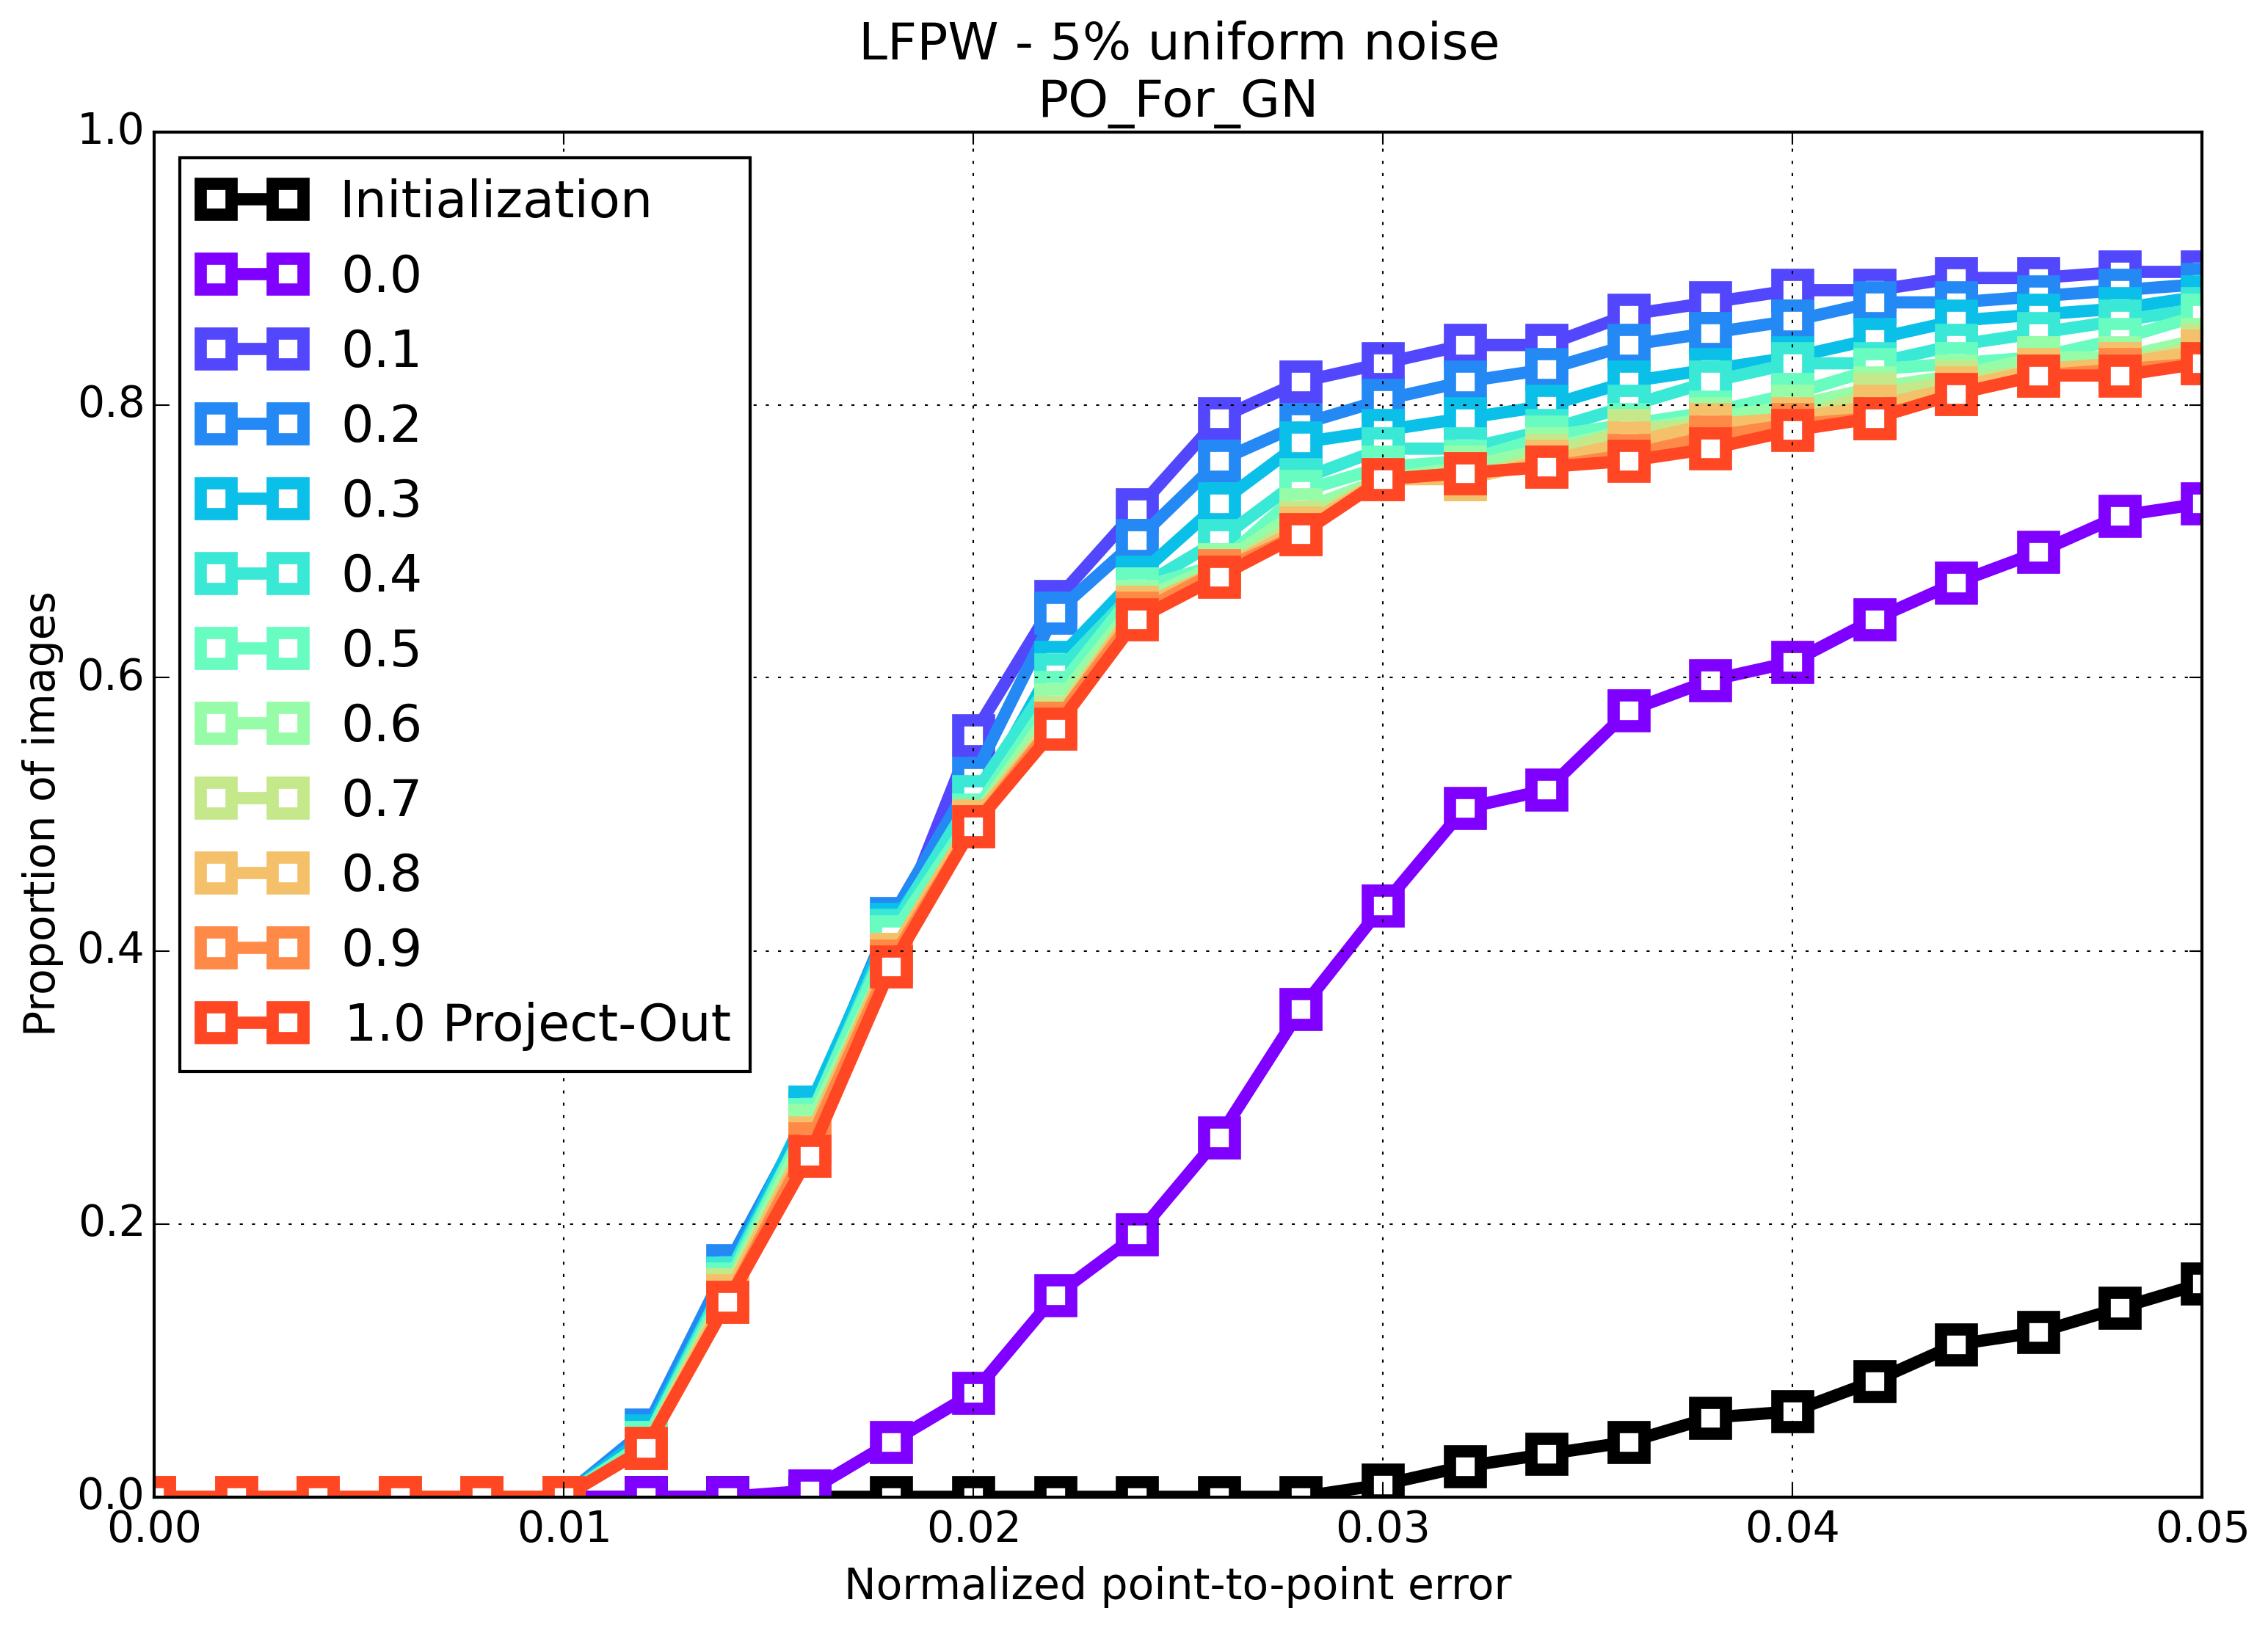 LFPW - 5% uniform noise
PO_For_GN
1.0
0.8
0.6
0.4
0.2
0.0
Proportion of images
Initialization
0.0
0.1
0.2
0.3
0.4
0.5
0.6
0.7
0.8
0.9
1.0 Project-Out
0.00 0.01 0.02 0.03 0.04 0.05
Normalized point-to-point error